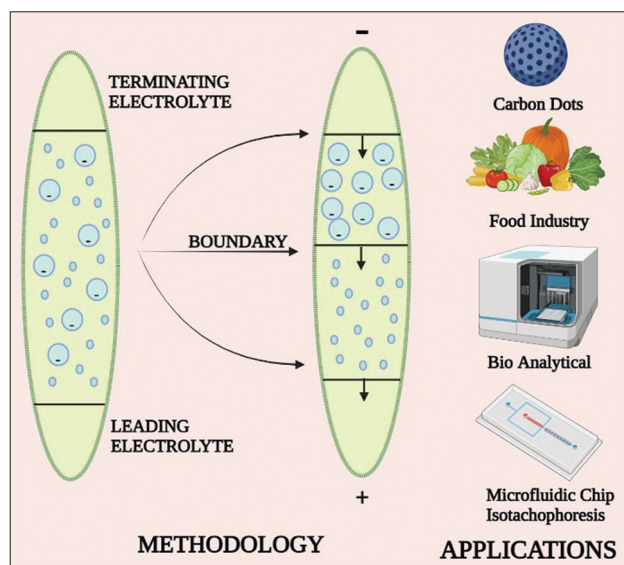 TERMINATING
ELECTROLYTE
-
BOUNDARY
LEADING
ELECTROLYTE
+
METHODOLOGY
Carbon Dots
Food Industry
Bio Analytical
Microfluidic Chip
Isotachophoresis
APPLICATIONS